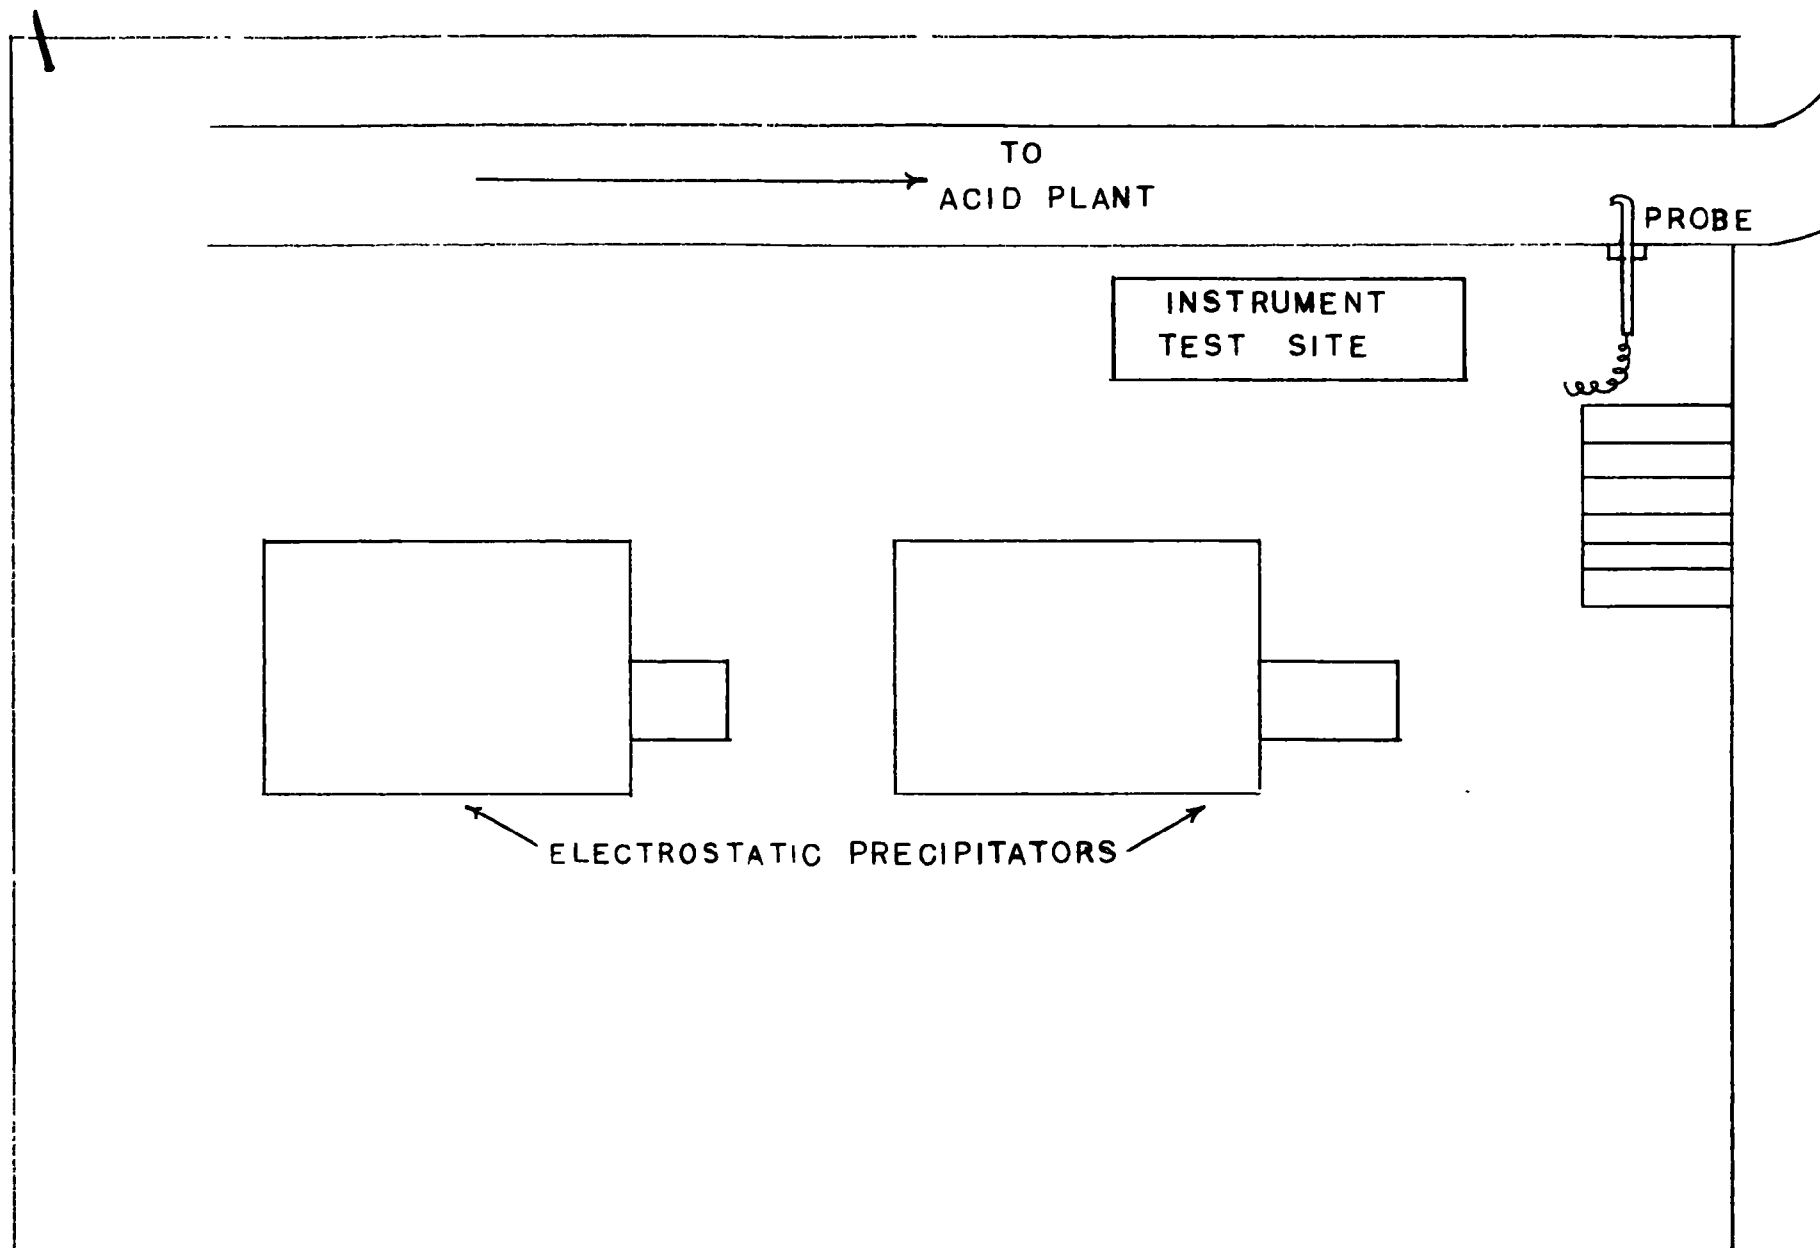 TO
ACID PLANT
PROBE
INSTRUMENT
TEST SITE
ELECTROSTATIC PRECIPITATORS